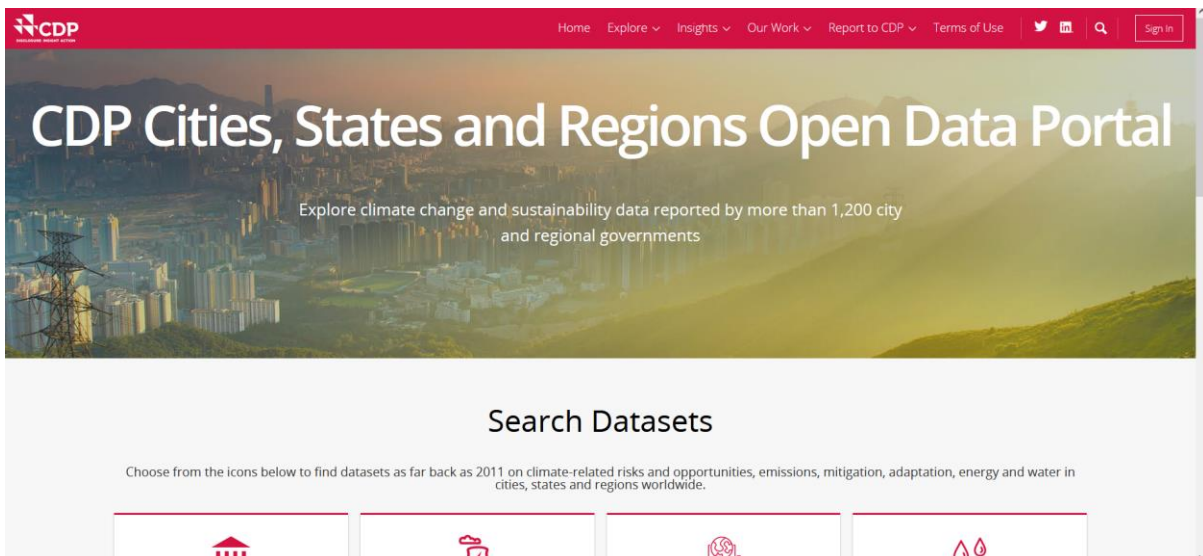 CDP
DISCLOSURE INSIGHT ACTION
Home Explore Insights Our Work Report to CDP Terms of Use Sign In
CDP Cities, States and Regions Open Data Portal
Explore climate change and sustainability data reported by more than 1,200 city
and regional governments
Search Datasets
Choose from the icons below to find datasets as far back as 2011 on climate-related risks and opportunities, emissions, mitigation, adaptation, energy and water in
cities, states and regions worldwide.